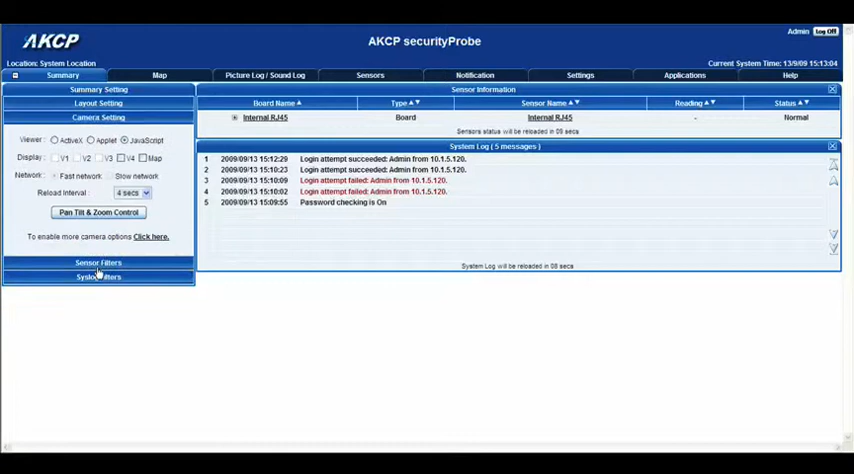 Admin Log Off
AKCP
AKCP securityProbe
Location: System Location
Current System Time: 13/9/09 15:13:04
Summary Map Picture Log / Sound Log Sensors Notification Settings Applications Help
Summary Setting
Layout Setting
Camera Setting
Viewer: ActiveX Applet JavaScript
Display: V1 V2 V3 V4 Map
Network: Fast network Slow network
Reload Interval: 4 secs
Pan Tilt & Zoom Control
To enable more camera options Click here.
Sensor Filters
Syslog Filters
Sensor Information
Board Name Type Sensor Name Reading Status
Internal RJ45 Board Internal RJ45 - Normal
Sensors status will be reloaded in 08 secs
System Log ( 5 messages )
1 2009/09/13 15:12:29 Login attempt succeeded: Admin from 10.1.5.120.
2 2009/09/13 15:10:23 Login attempt succeeded: Admin from 10.1.5.120.
3 2009/09/13 15:10:09 Login attempt failed: Admin from 10.1.5.120.
4 2009/09/13 15:10:02 Login attempt failed: Admin from 10.1.5.120.
5 2009/09/13 15:09:55 Password checking is On
System Log will be reloaded in 08 secs